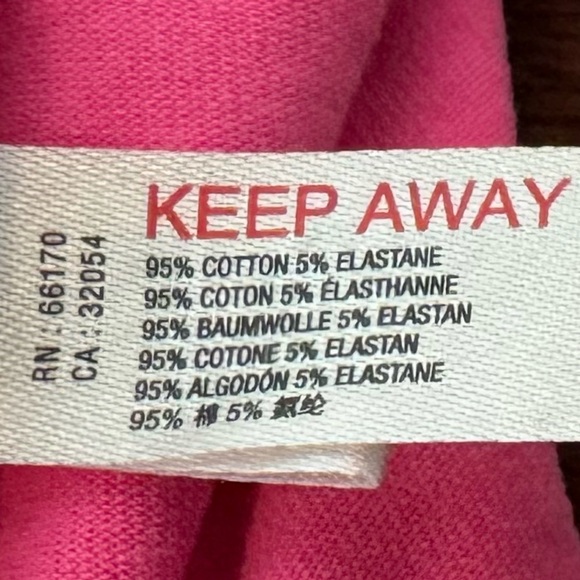 KEEP AWAY
95% COTTON 5% ELASTANE
95% COTON 5% ÉLASTHANNE
95% BAUMWOLLE 5% ELASTAN
95% COTONE 5% ELASTAN
95% ALGODÓN 5% ELASTANE
95% 棉 5% 氨纶
RN : 66170
CA : 32054